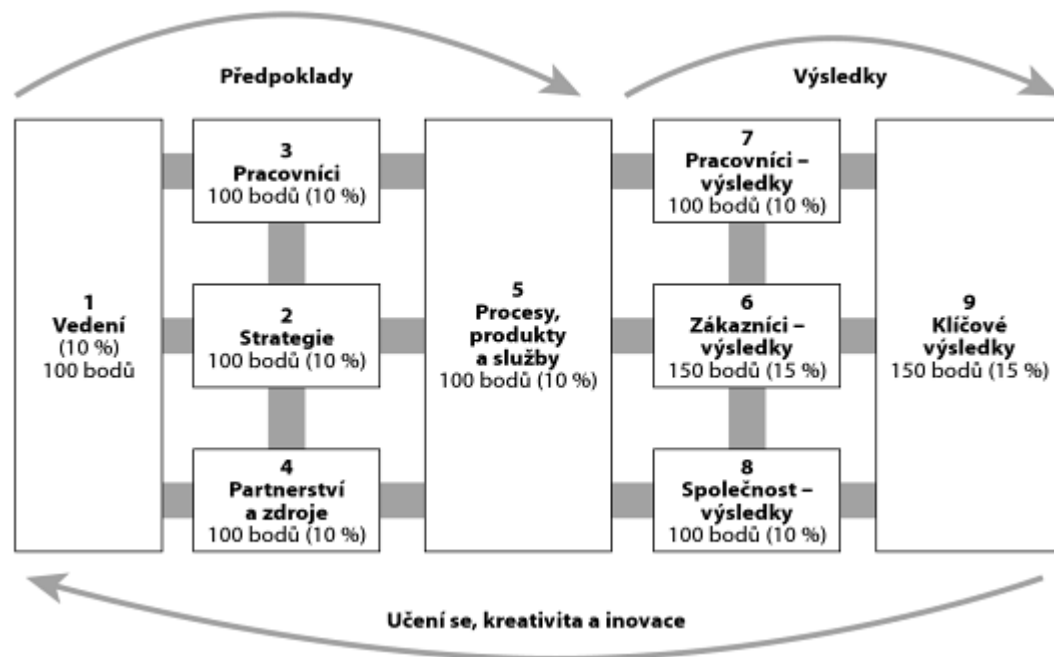 Předpoklady
Výsledky
1
Vedení
(10 %)
100 bodů
3
Pracovníci
100 bodů (10 %)
2
Strategie
100 bodů (10 %)
4
Partnerství
a zdroje
100 bodů (10 %)
5
Procesy,
produkty
a služby
100 bodů (10 %)
7
Pracovníci –
výsledky
100 bodů (10 %)
6
Zákazníci –
výsledky
150 bodů (15 %)
8
Společnost –
výsledky
100 bodů (10 %)
9
Klíčové
výsledky
150 bodů (15 %)
Učení se, kreativita a inovace